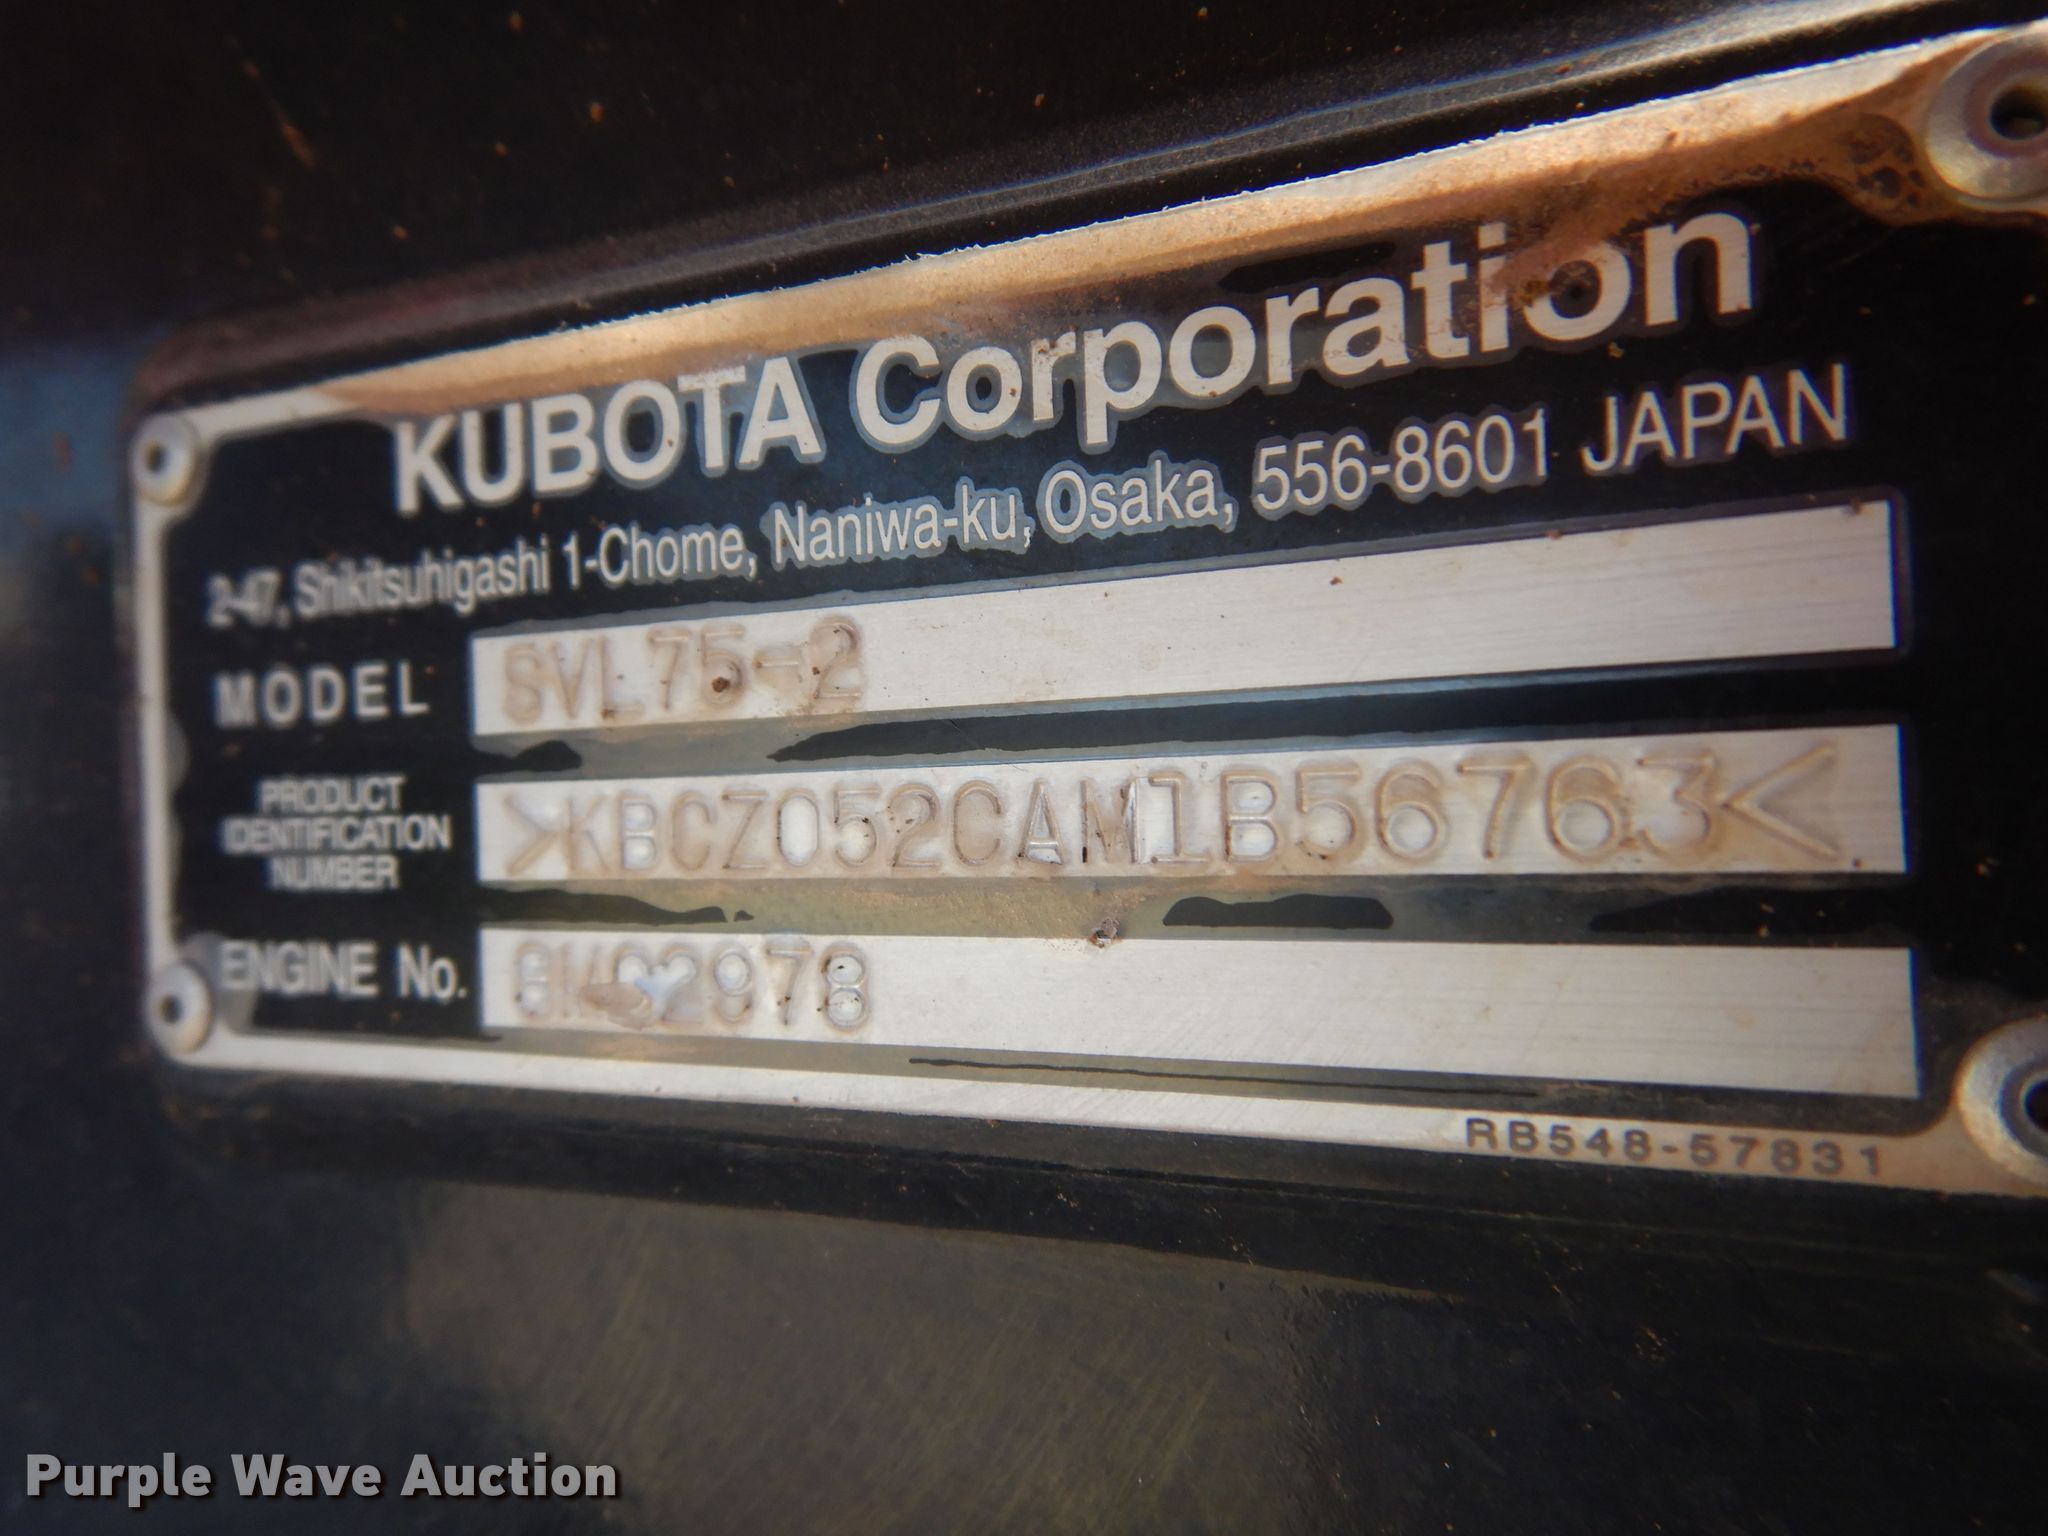 KUBOTA Corporation
2-47, Shikitsuhigashi 1-Chome, Naniwa-ku, Osaka, 556-8601 JAPAN
MODEL SVL75-2
PRODUCT
IDENTIFICATION
NUMBER
>KBCZ052CAM1B56763<
ENGINE No.
RB548-57831
Purple Wave Auction